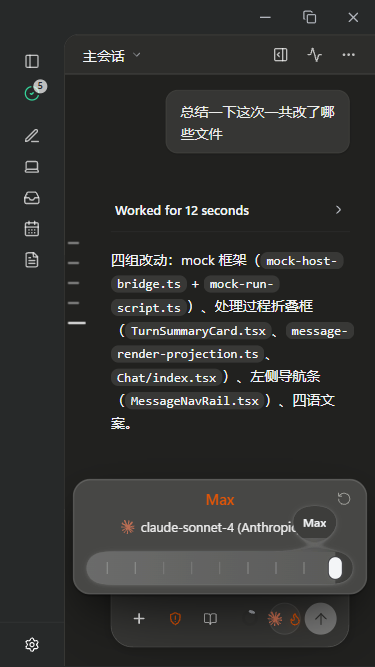 主会话
5
总结一下这次一共改了哪
些文件
Worked for 12 seconds
四组改动：mock 框架（mock-host-
bridge.ts + mock-run-
script.ts）、处理过程折叠框
（TurnSummaryCard.tsx、message-
render-projection.ts、
Chat/index.tsx）、左侧导航条
（MessageNavRail.tsx）、四语文
案。
Max
claude-sonnet-4 (Anthropic
Max